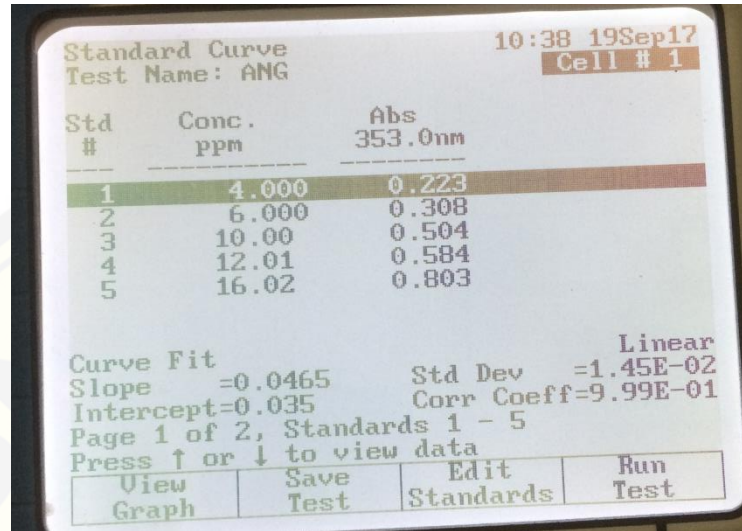 Standard Curve 10:38 19Sep17
Test Name: ANG Cell # 1
Std Conc. Abs
# ppm 353.0nm
--- ---------- --------
1 4.000 0.223
2 6.000 0.308
3 10.00 0.504
4 12.01 0.584
5 16.02 0.803
Linear
Curve Fit
Slope =0.0465 Std Dev =1.45E-02
Intercept=0.035 Corr Coeff=9.99E-01
Page 1 of 2, Standards 1 - 5
Press ↑ or ↓ to view data
View Save Edit Run
Graph Test Standards Test